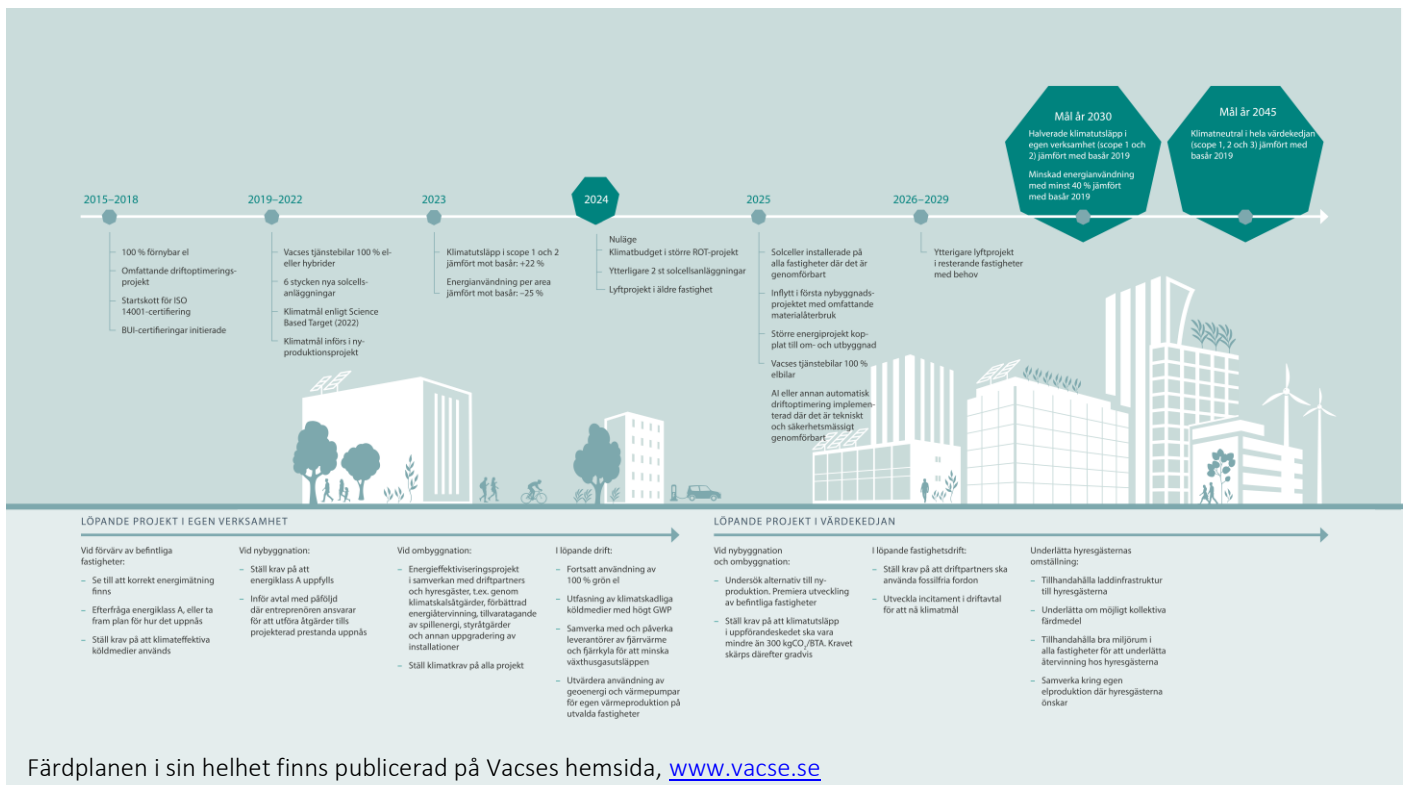 Mål år 2030
Halverade klimatutsläpp i
egen verksamhet (scope 1 och
2) jämfört med basår 2019
Minskad energianvändning
med minst 40 % jämfört
med basår 2019
Mål år 2045
Klimatneutral i hela värdekedjan
(scope 1, 2 och 3) jämfört med
basår 2019
2015–2018
100 % förnybar el
Omfattande driftoptimerings-
projekt
Startskott för ISO
14001-certifiering
BUI-certifieringar initierade
2019–2022
Vacses tjänstebilar 100 % el-
eller hybrider
6 stycken nya solcells-
anläggningar
Klimatmål enligt Science
Based Target (2022)
Klimatmål införs i ny-
produktionsprojekt
2023
Klimatutsläpp i scope 1 och 2
jämfört mot basår: +22 %
Energianvändning per area
jämfört mot basår: –25 %
2024
Nuläge
Klimatbudget i större ROT-projekt
Ytterligare 2 st solcellsanläggningar
Lyftprojekt i äldre fastighet
2025
Solceller installerade på
alla fastigheter där det är
genomförbart
Inflytt i första nybyggnads-
projektet med omfattande
materialåterbruk
Större energiprojekt kop-
plat till om- och utbyggnad
Vacses tjänstebilar 100 %
elbilar
AI eller annan automatisk
driftoptimering implemen-
terad där det är tekniskt
och säkerhetsmässigt
genomförbart
2026–2029
Ytterigare lyftprojekt
i resterande fastigheter
med behov
LÖPANDE PROJEKT I EGEN VERKSAMHET
Vid förvärv av befintliga
fastigheter:
– Se till att korrekt energimätning
finns
– Efterfråga energiklass A, eller ta
fram plan för hur det uppnås
– Ställ krav på att klimateffektiva
köldmedier används
Vid nybyggnation:
– Ställ krav på att
energiklass A uppfylls
– Inför avtal med påföljd
där entreprenören ansvarar
för att utföra åtgärder tills
projekterad prestanda uppnås
Vid ombyggnation:
– Energieffektiviseringsprojekt
i samverkan med driftpartners
och hyresgäster, t.ex. genom
klimatskalsåtgärder, förbättrad
energiåtervinning, tillvaratagande
av spillenergi, styråtgärder
och annan uppgradering av
installationer
– Ställ klimatkrav på alla projekt
I löpande drift:
– Fortsatt användning av
100 % grön el
– Utfasning av klimatskadliga
köldmedier med högt GWP
– Samverka med och påverka
leverantörer av fjärrvärme
och fjärrkyla för att minska
växthusgasutsläppen
– Utvärdera användning av
geoenergi och värmepumpar
för egen värmeproduktion på
utvalda fastigheter
LÖPANDE PROJEKT I VÄRDEKEDJAN
Vid nybyggnation
och ombyggnation:
– Undersök alternativ till ny-
produktion. Premiera utveckling
av befintliga fastigheter
– Ställ krav på att klimatutsläpp
i uppförandeskedet ska vara
mindre än 300 kgCO₂/BTA. Kravet
skärps därefter gradvis
I löpande fastighetsdrift:
– Ställ krav på att driftpartners ska
använda fossilfria fordon
– Utveckla incitament i driftavtal
för att nå klimatmål
Underlätta hyresgästernas
omställning:
– Tillhandahålla laddinfrastruktur
till hyresgästerna
– Underlätta om möjligt kollektiva
färdmedel
– Tillhandahålla bra miljörum i
alla fastigheter för att underlätta
återvinning hos hyresgästerna
– Samverka kring egen
elproduktion där hyresgästerna
önskar
Färdplanen i sin helhet finns publicerad på Vacses hemsida, www.vacse.se